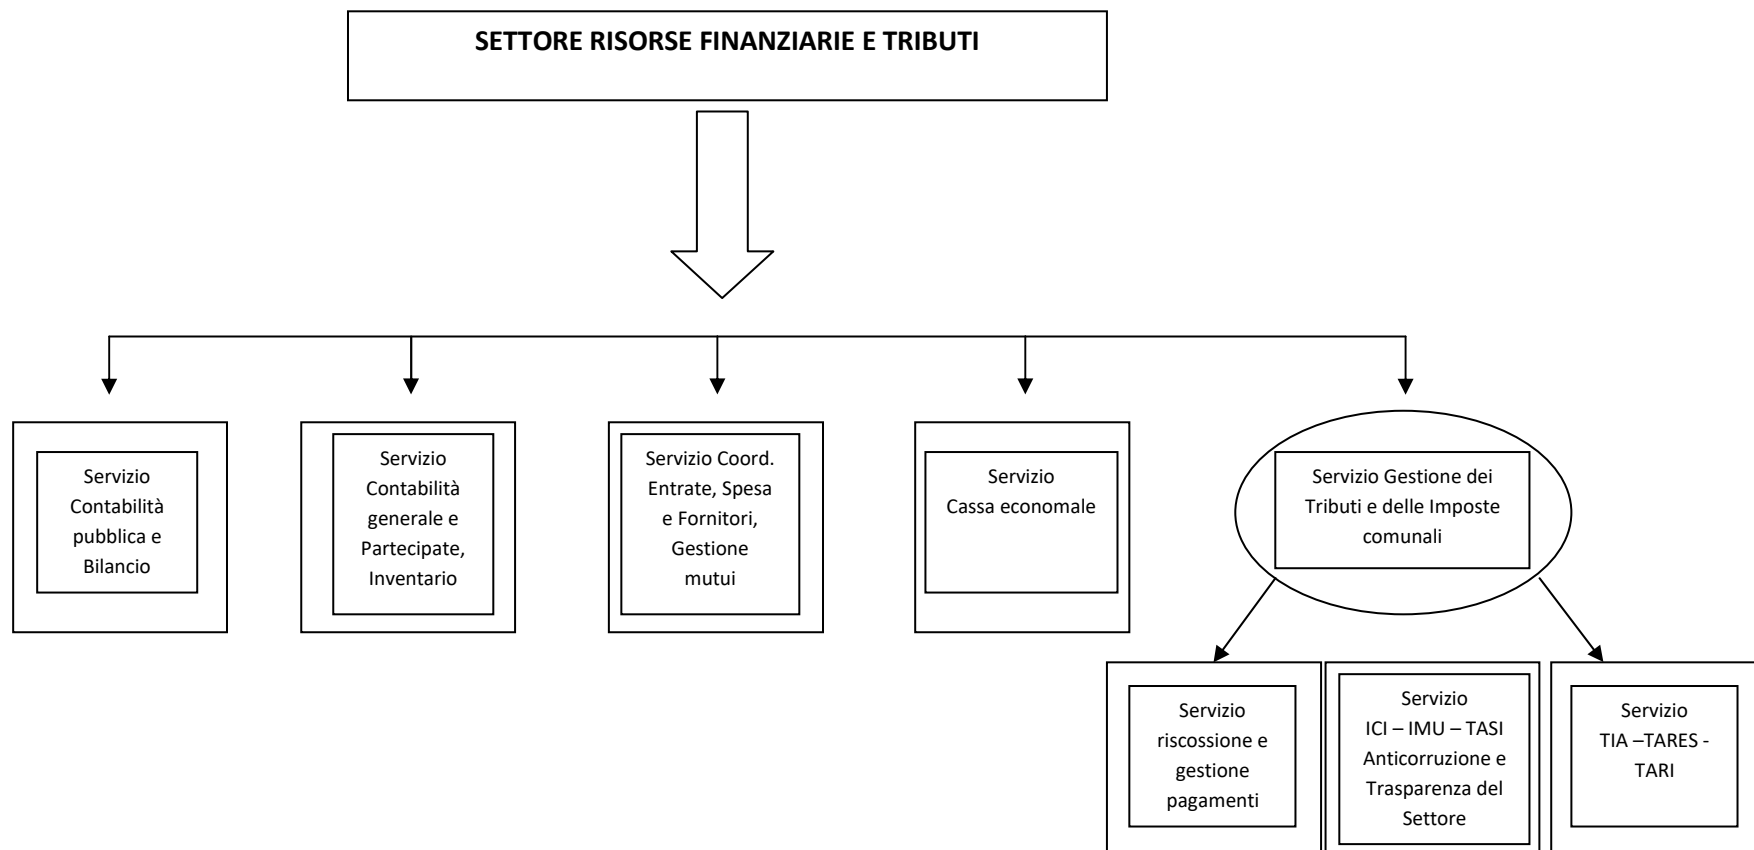 SETTORE RISORSE FINANZIARIE E TRIBUTI
Servizio
Contabilità
pubblica e
Bilancio
Servizio
Contabilità
generale e
Partecipate,
Inventario
Servizio Coord.
Entrate, Spesa
e Fornitori,
Gestione
mutui
Servizio
Cassa economale
Servizio Gestione dei
Tributi e delle Imposte
comunali
Servizio
riscossione e
gestione
pagamenti
Servizio
ICI – IMU – TASI
Anticorruzione e
Trasparenza del
Settore
Servizio
TIA –TARES -
TARI